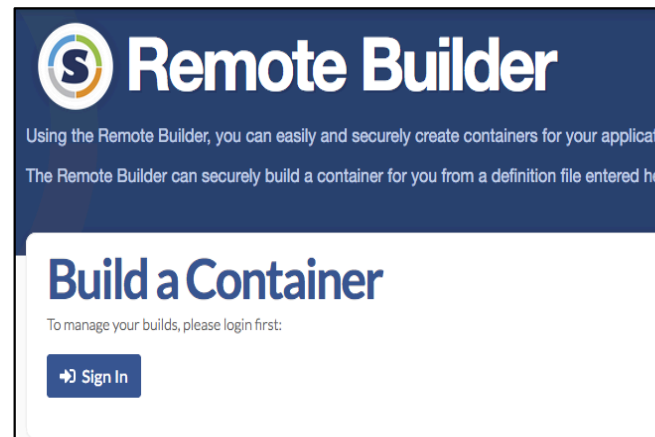 S Remote Builder
Using the Remote Builder, you can easily and securely create containers for your
The Remote Builder can securely build a container for you from a definition file entered
Build a Container
To manage your builds, please login first:
Sign In